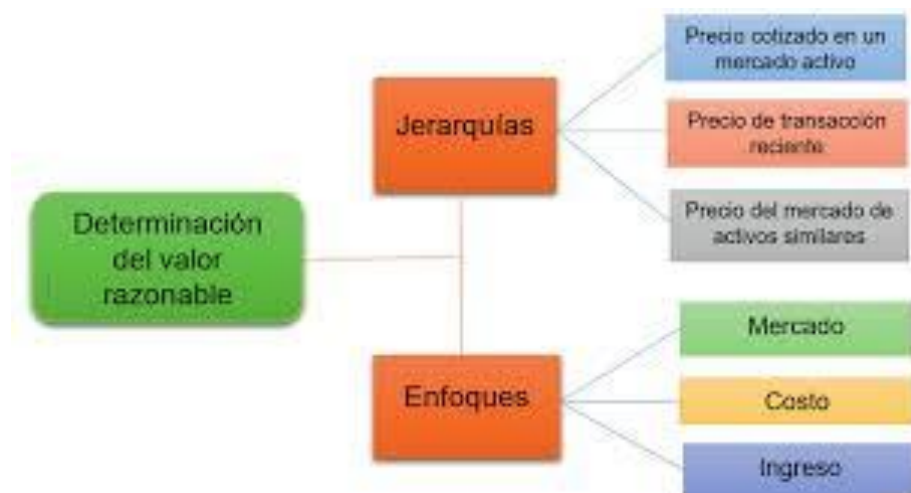 Determinación
del valor
razonable
Jerarquías
Precio cotizado en un
mercado activo
Precio de transacción
reciente
Precio del mercado de
activos similares
Enfoques
Mercado
Costo
Ingreso